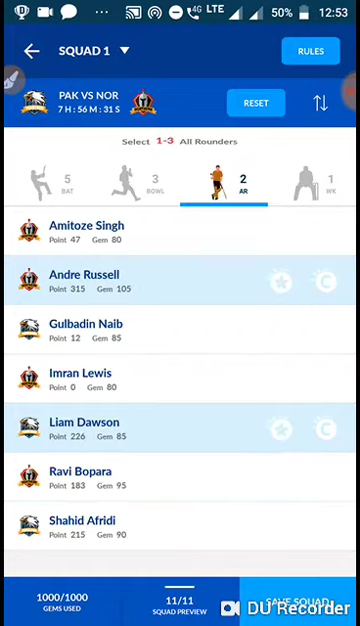 4G LTE 50% 12:53
SQUAD 1 RULES
PAK VS NOR
7 H : 56 M : 31 S
RESET
Select 1-3 All Rounders
5
BAT
3
BOWL
2
AR
1
WK
Amitoze Singh
Point 47 Gem 80
Andre Russell
Point 315 Gem 105
C
Gulbadin Naib
Point 12 Gem 85
Imran Lewis
Point 0 Gem 80
Liam Dawson
Point 226 Gem 85
C
Ravi Bopara
Point 183 Gem 95
Shahid Afridi
Point 215 Gem 90
1000/1000
GEMS USED
11/11
SQUAD PREVIEW
SAVE SQUAD
DU Recorder